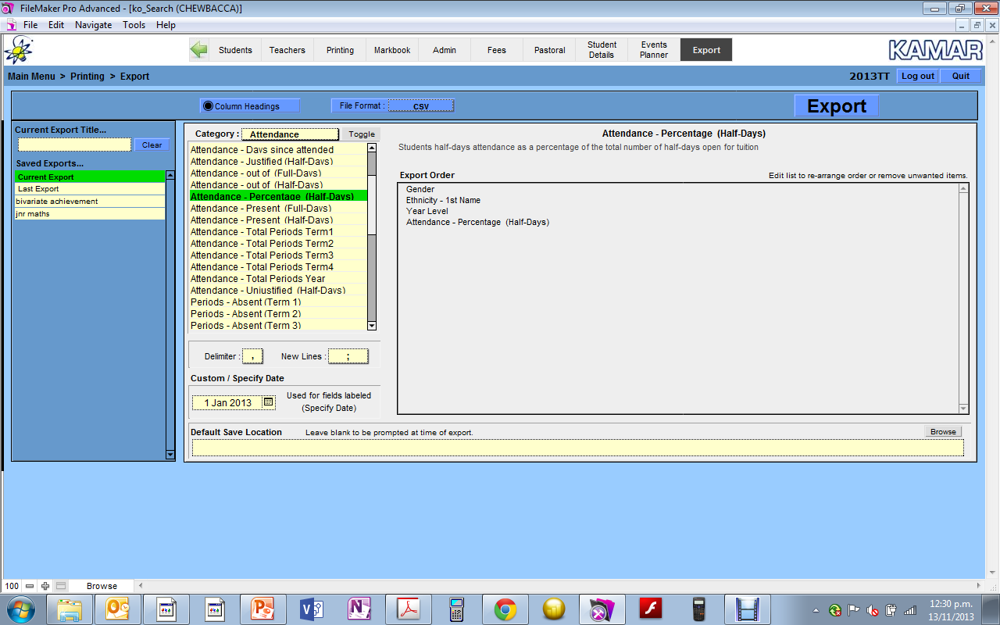 FileMaker Pro Advanced - [ko_Search (CHEWBACCA)]
File Edit Navigate Tools Help
Students Teachers Printing Markbook Admin Fees Pastoral Student Details Events Planner Export
KAMAR
Main Menu > Printing > Export
2013TT Log out Quit
Column Headings File Format : csv Export
Current Export Title...
Clear
Saved Exports...
Current Export
Last Export
bivariate achievement
jnr maths
Category : Attendance Toggle
Attendance - Days since attended
Attendance - Justified (Half-Days)
Attendance - out of (Full-Days)
Attendance - out of (Half-Days)
Attendance - Percentage (Half-Days)
Attendance - Present (Full-Days)
Attendance - Present (Half-Days)
Attendance - Total Periods Term1
Attendance - Total Periods Term2
Attendance - Total Periods Term3
Attendance - Total Periods Term4
Attendance - Total Periods Year
Attendance - Unjustified (Half-Days)
Periods - Absent (Term 1)
Periods - Absent (Term 2)
Periods - Absent (Term 3)
Delimiter : , New Lines : ;
Custom / Specify Date
1 Jan 2013
Used for fields labeled
(Specify Date)
Attendance - Percentage (Half-Days)
Students half-days attendance as a percentage of the total number of half-days open for tuition
Export Order Edit list to re-arrange order or remove unwanted items.
Gender
Ethnicity - 1st Name
Year Level
Attendance - Percentage (Half-Days)
Default Save Location Leave blank to be prompted at time of export. Browse
100 Browse
12:30 p.m.
13/11/2013